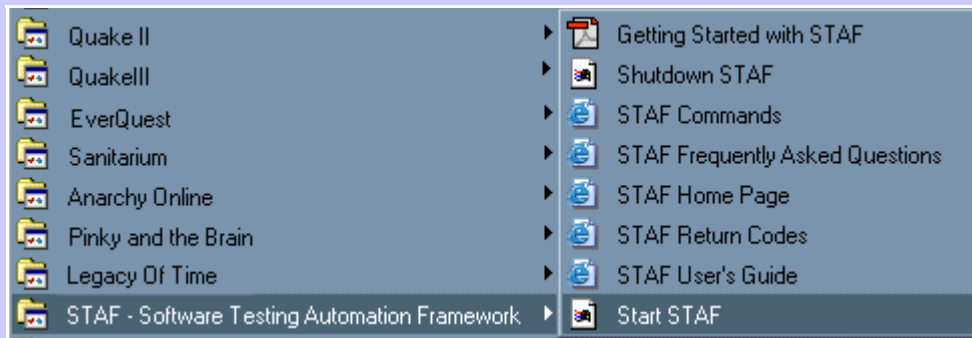 Quake II
QuakeIII
EverQuest
Sanitarium
Anarchy Online
Pinky and the Brain
Legacy Of Time
STAF - Software Testing Automation Framework
Getting Started with STAF
Shutdown STAF
STAF Commands
STAF Frequently Asked Questions
STAF Home Page
STAF Return Codes
STAF User's Guide
Start STAF